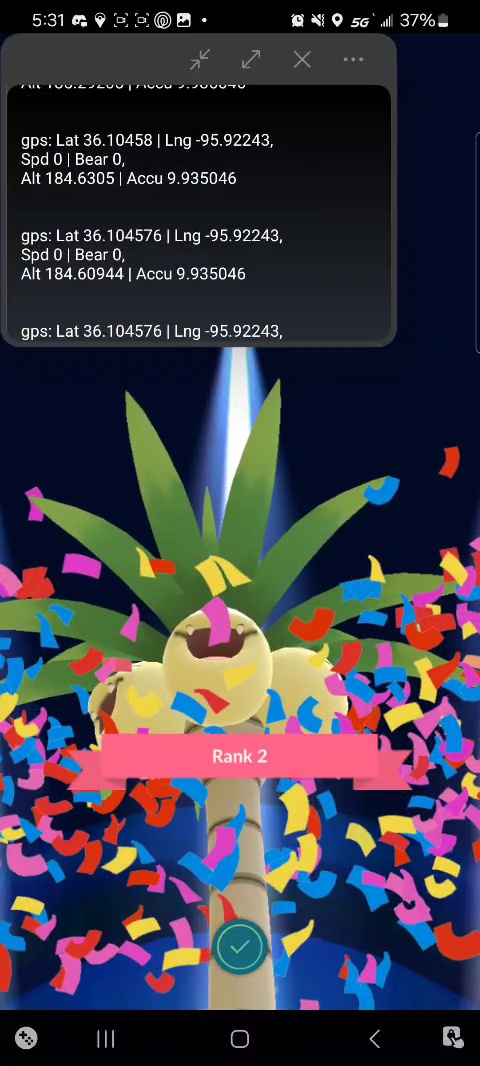 5:31
5G
37%
gps: Lat 36.10458 | Lng -95.92243,
Spd 0 | Bear 0,
Alt 184.6305 | Accu 9.935046
gps: Lat 36.104576 | Lng -95.92243,
Spd 0 | Bear 0,
Alt 184.60944 | Accu 9.935046
gps: Lat 36.104576 | Lng -95.92243,
Rank 2